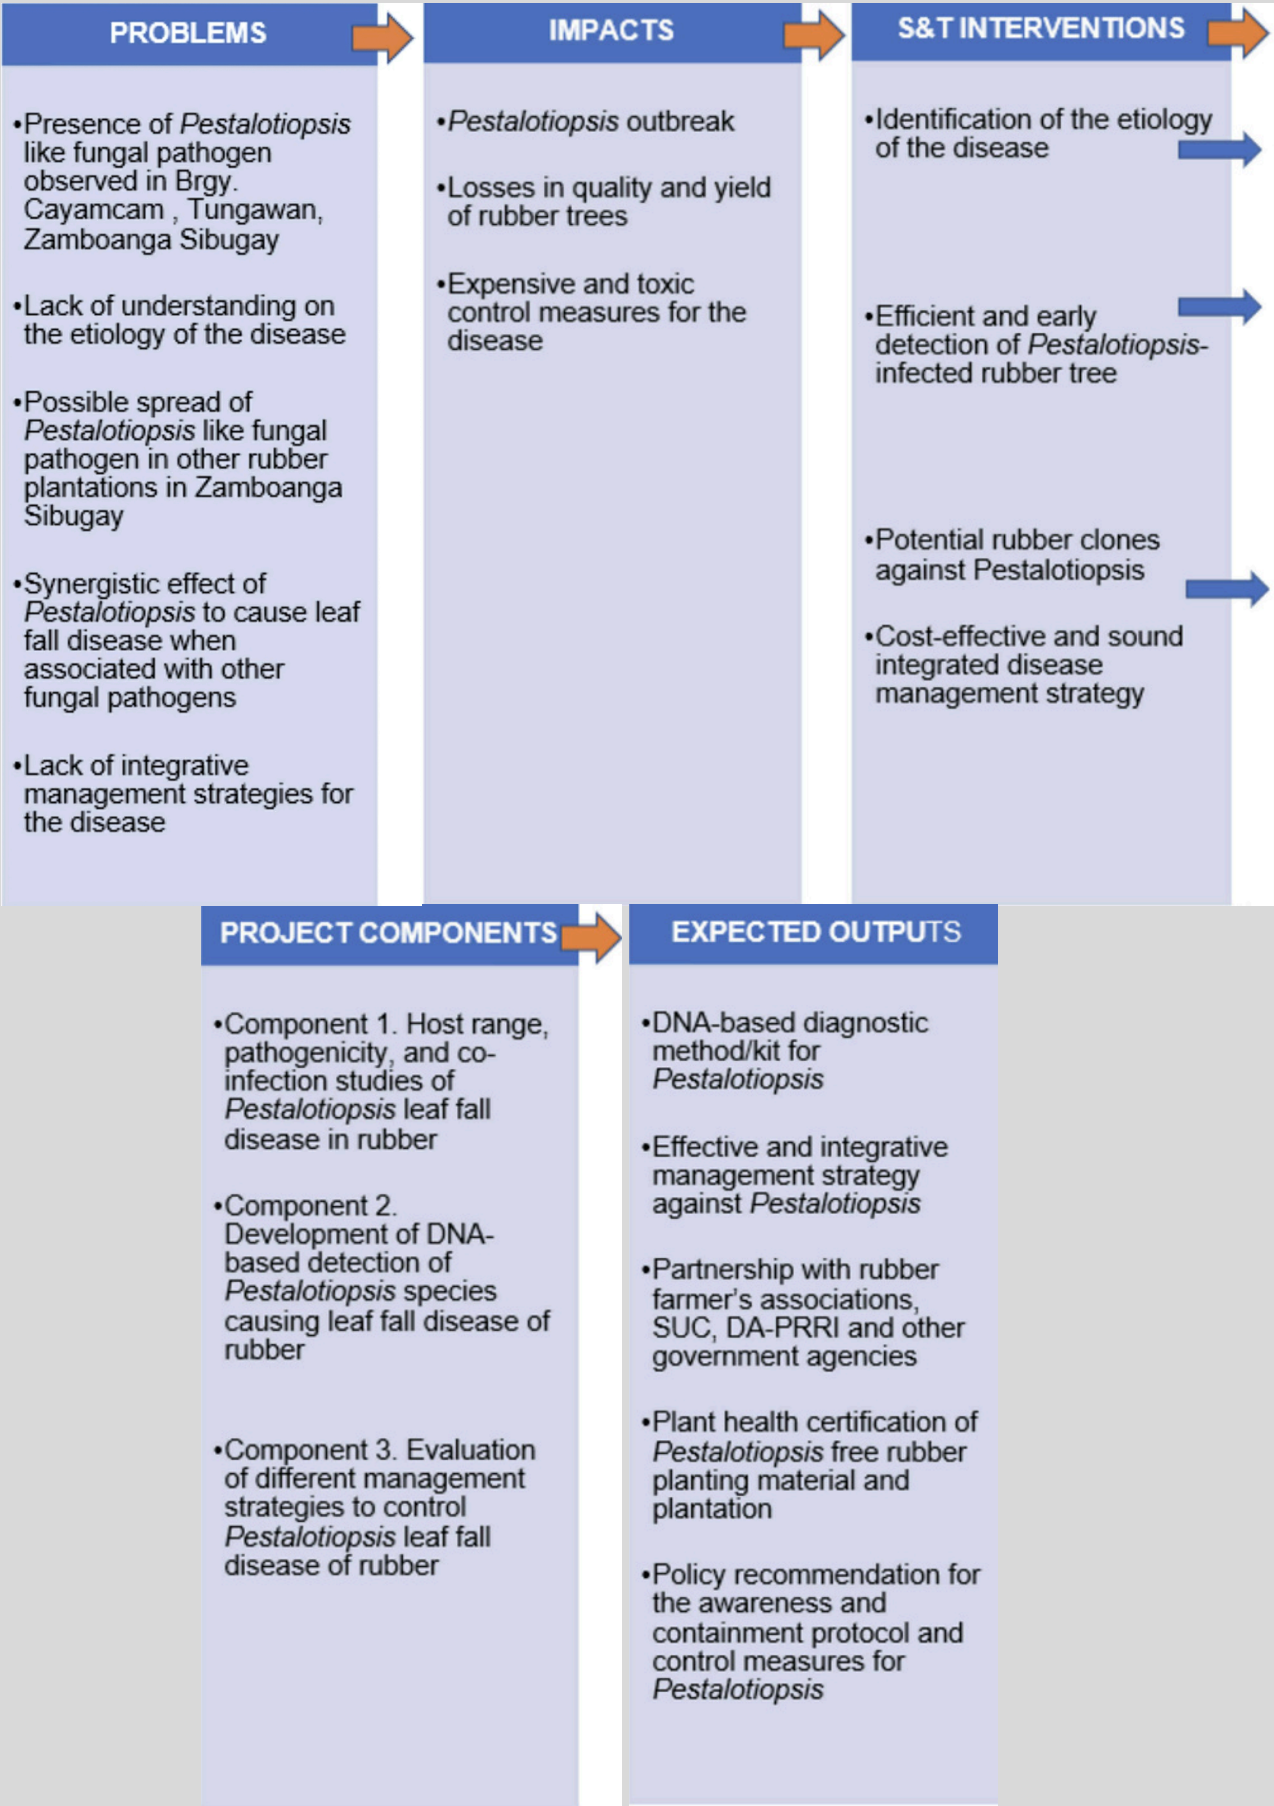 PROBLEMS
•Presence of Pestalotiopsis
like fungal pathogen
observed in Brgy.
Cayamcam , Tungawan,
Zamboanga Sibugay
•Lack of understanding on
the etiology of the disease
•Possible spread of
Pestalotiopsis like fungal
pathogen in other rubber
plantations in Zamboanga
Sibugay
•Synergistic effect of
Pestalotiopsis to cause leaf
fall disease when
associated with other
fungal pathogens
•Lack of integrative
management strategies for
the disease
IMPACTS
•Pestalotiopsis outbreak
•Losses in quality and yield
of rubber trees
•Expensive and toxic
control measures for the
disease
S&T INTERVENTIONS
•Identification of the etiology
of the disease
•Efficient and early
detection of Pestalotiopsis-
infected rubber tree
•Potential rubber clones
against Pestalotiopsis
•Cost-effective and sound
integrated disease
management strategy
PROJECT COMPONENTS
•Component 1. Host range,
pathogenicity, and co-
infection studies of
Pestalotiopsis leaf fall
disease in rubber
•Component 2.
Development of DNA-
based detection of
Pestalotiopsis species
causing leaf fall disease of
rubber
•Component 3. Evaluation
of different management
strategies to control
Pestalotiopsis leaf fall
disease of rubber
EXPECTED OUTPUTS
•DNA-based diagnostic
method/kit for
Pestalotiopsis
•Effective and integrative
management strategy
against Pestalotiopsis
•Partnership with rubber
farmer's associations,
SUC, DA-PRRI and other
government agencies
•Plant health certification of
Pestalotiopsis free rubber
planting material and
plantation
•Policy recommendation for
the awareness and
containment protocol and
control measures for
Pestalotiopsis